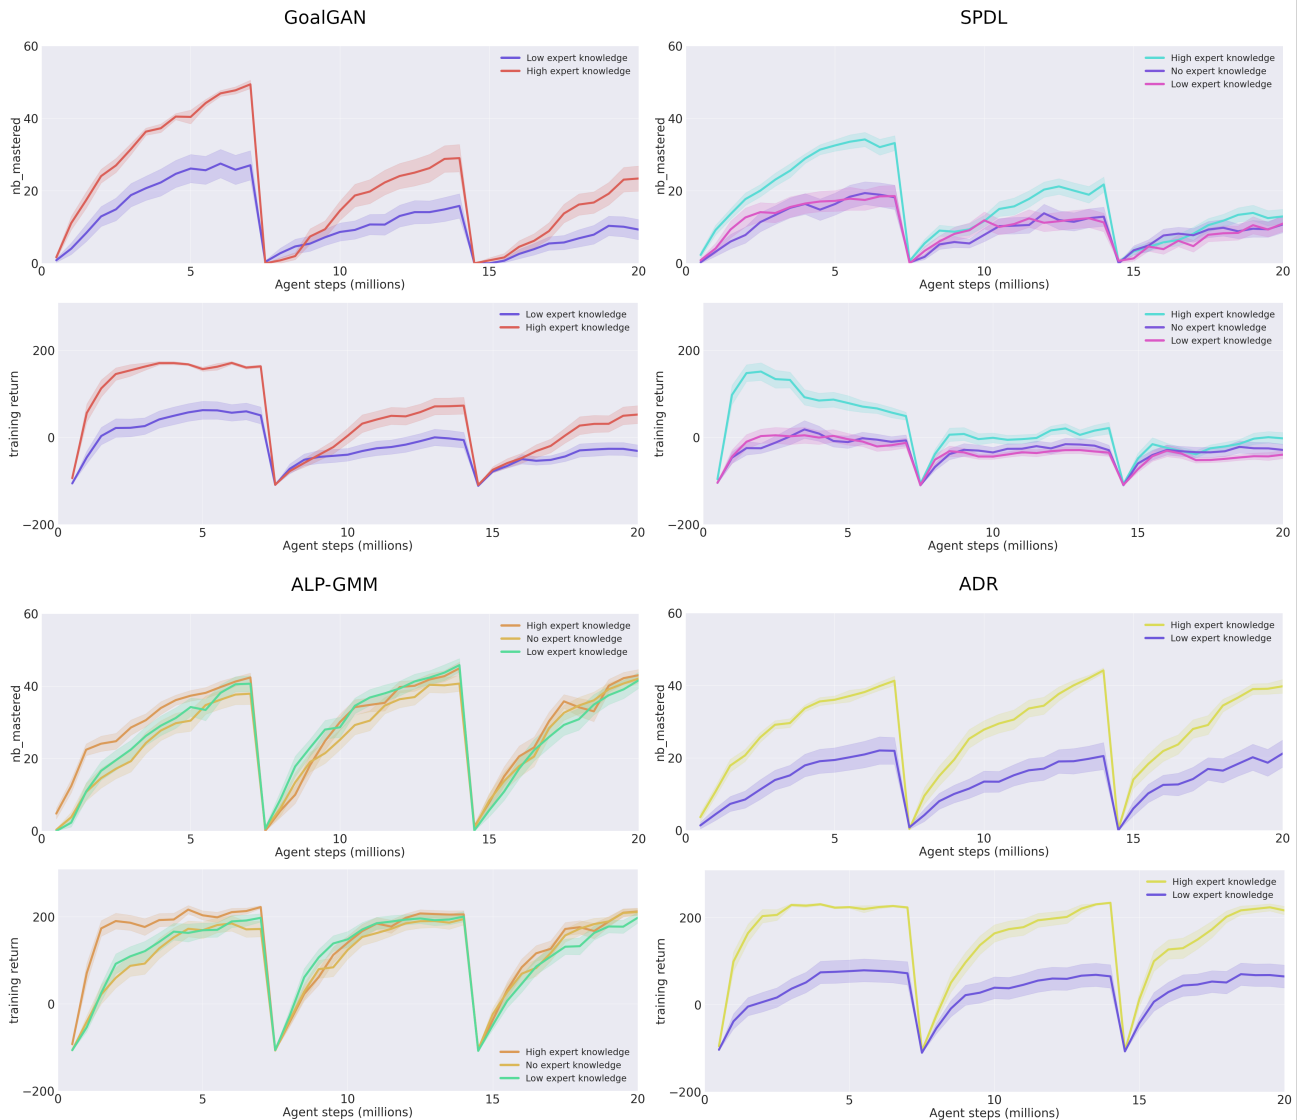 GoalGAN
60
40
20
0
nb_mastered
Low expert knowledge
High expert knowledge
0 5 10 15 20
Agent steps (millions)
200
0
−200
training return
Low expert knowledge
High expert knowledge
0 5 10 15 20
Agent steps (millions)
SPDL
60
40
20
0
nb_mastered
High expert knowledge
No expert knowledge
Low expert knowledge
0 5 10 15 20
Agent steps (millions)
200
0
−200
training return
High expert knowledge
No expert knowledge
Low expert knowledge
0 5 10 15 20
Agent steps (millions)
ALP-GMM
60
40
20
0
nb_mastered
High expert knowledge
No expert knowledge
Low expert knowledge
0 5 10 15 20
Agent steps (millions)
200
0
−200
training return
High expert knowledge
No expert knowledge
Low expert knowledge
0 5 10 15 20
Agent steps (millions)
ADR
60
40
20
0
nb_mastered
High expert knowledge
Low expert knowledge
0 5 10 15 20
Agent steps (millions)
200
0
−200
training return
High expert knowledge
Low expert knowledge
0 5 10 15 20
Agent steps (millions)